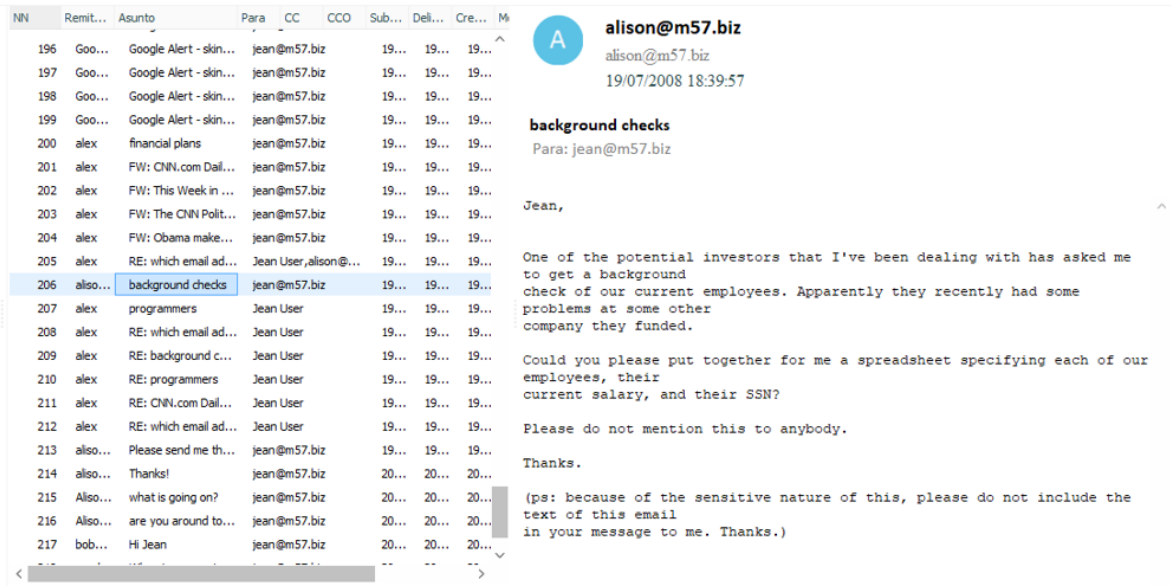 NN Remit... Asunto Para CC CCO Sub... Deli... Cre...
196 Goo... Google Alert - skin... jean@m57.biz 19... 19... 19...
197 Goo... Google Alert - skin... jean@m57.biz 19... 19... 19...
198 Goo... Google Alert - skin... jean@m57.biz 19... 19... 19...
199 Goo... Google Alert - skin... jean@m57.biz 19... 19... 19...
200 alex financial plans jean@m57.biz 19... 19... 19...
201 alex FW: CNN.com Dail... jean@m57.biz 19... 19... 19...
202 alex FW: This Week in ... jean@m57.biz 19... 19... 19...
203 alex FW: The CNN Polit... jean@m57.biz 19... 19... 19...
204 alex FW: Obama make... jean@m57.biz 19... 19... 19...
205 alex RE: which email ad... Jean User,alison@... 19... 19... 19...
206 aliso... background checks jean@m57.biz 19... 19... 19...
207 alex programmers Jean User 19... 19... 19...
208 alex RE: which email ad... Jean User 19... 19... 19...
209 alex RE: background c... Jean User 19... 19... 19...
210 alex RE: programmers Jean User 19... 19... 19...
211 alex RE: CNN.com Dail... Jean User 19... 19... 19...
212 alex RE: which email ad... Jean User 19... 19... 19...
213 aliso... Please send me th... jean@m57.biz 19... 19... 19...
214 aliso... Thanks! jean@m57.biz 20... 20... 20...
215 Aliso... what is going on? jean@m57.biz 20... 20... 20...
216 Aliso... are you around to... jean@m57.biz 20... 20... 20...
217 bob... Hi Jean jean@m57.biz 20... 20... 20...
A
alison@m57.biz
alison@m57.biz
19/07/2008 18:39:57
background checks
Para: jean@m57.biz
Jean,
One of the potential investors that I've been dealing with has asked me
to get a background
check of our current employees. Apparently they recently had some
problems at some other
company they funded.
Could you please put together for me a spreadsheet specifying each of our
employees, their
current salary, and their SSN?
Please do not mention this to anybody.
Thanks.
(ps: because of the sensitive nature of this, please do not include the
text of this email
in your message to me. Thanks.)